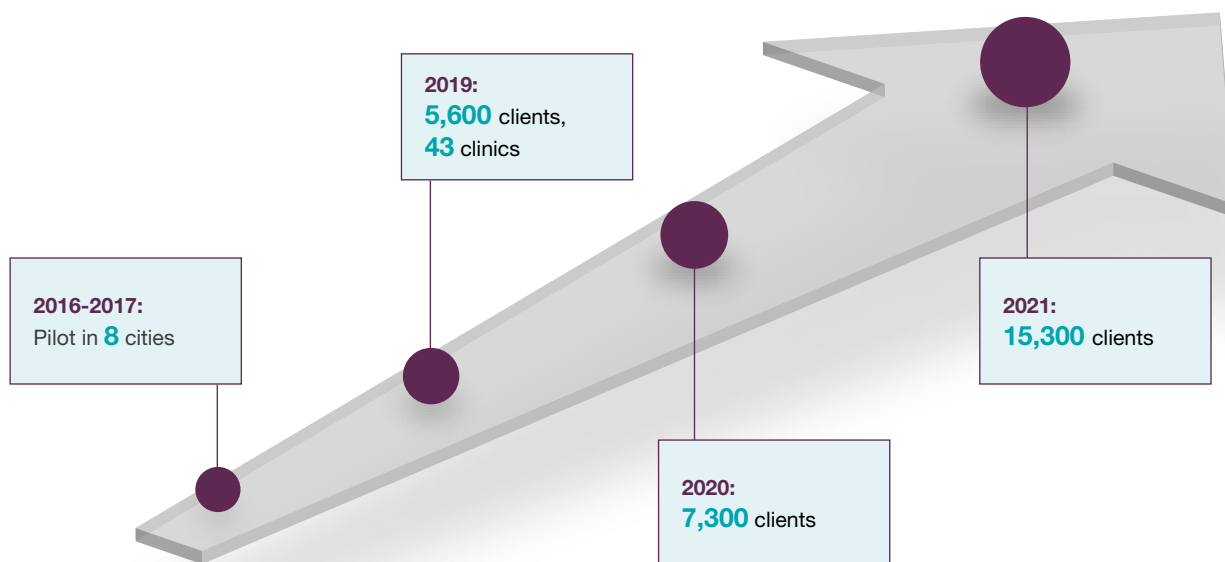 2016-2017:
Pilot in 8 cities
2019:
5,600 clients,
43 clinics
2020:
7,300 clients
2021:
15,300 clients